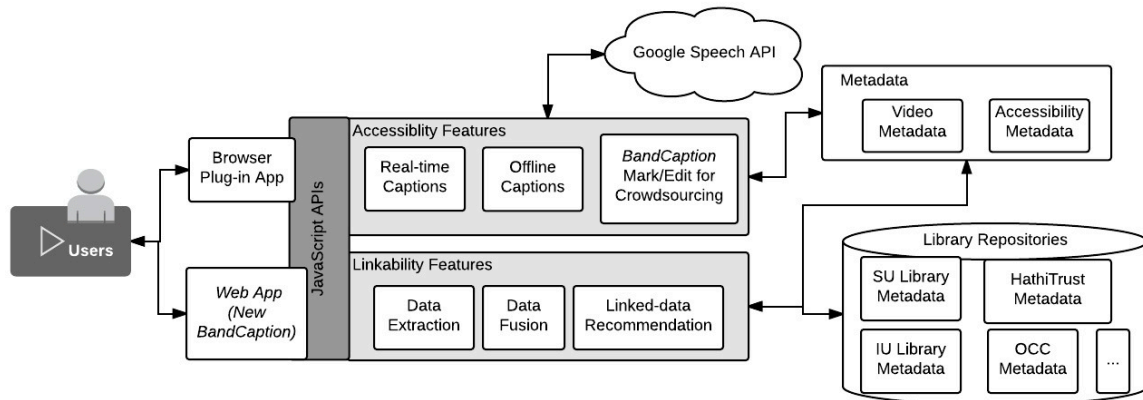 Google Speech API
Metadata
Video
Metadata
Accessibility
Metadata
Accessiblity Features
Real-time
Captions
Offline
Captions
BandCaption
Mark/Edit for
Crowdsourcing
Browser
Plug-in App
JavaScript APIs
Users
Web App
(New
BandCaption)
Linkability Features
Data
Extraction
Data
Fusion
Linked-data
Recommendation
Library Repositories
SU Library
Metadata
HathiTrust
Metadata
IU Library
Metadata
OCC
Metadata
...